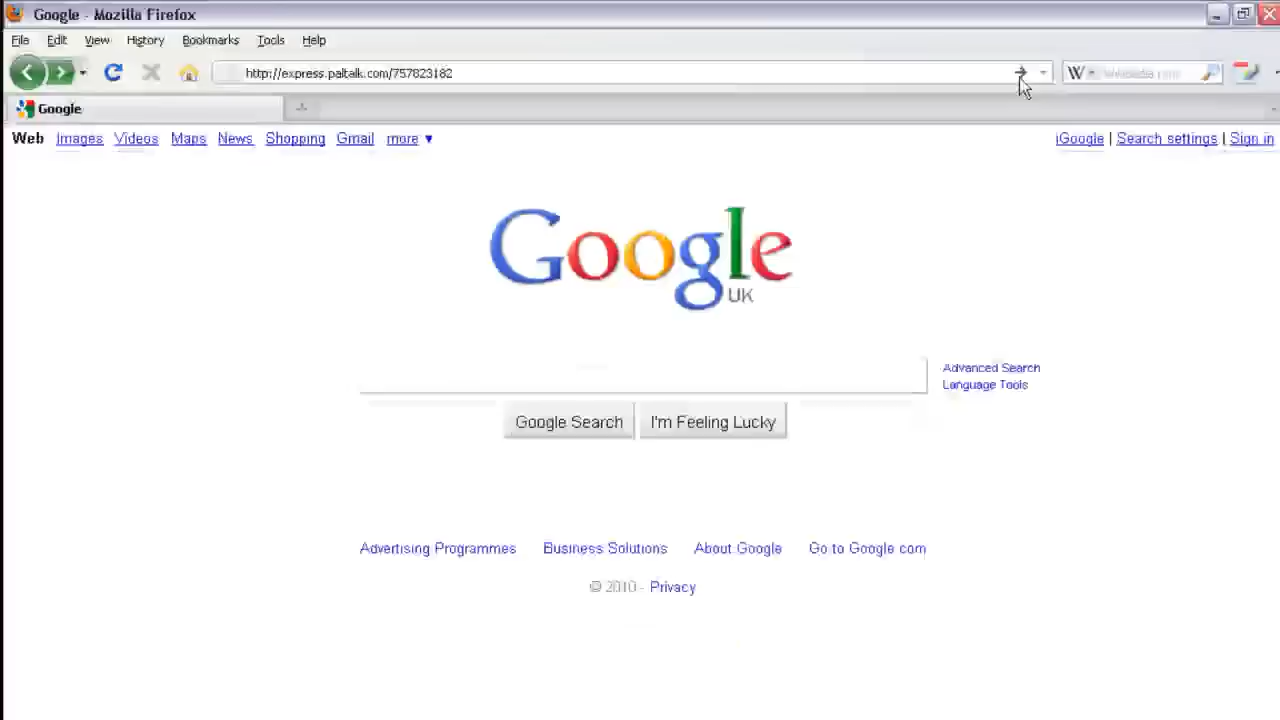 Google - Mozilla Firefox
File Edit View History Bookmarks Tools Help
http://express.paltalk.com/757823182 W
Google
Web Images Videos Maps News Shopping Gmail more ▼ iGoogle | Search settings | Sign in
Google
UK
Advanced Search
Language Tools
Google Search I'm Feeling Lucky
Advertising Programmes Business Solutions About Google Go to Google com
© 2010 - Privacy